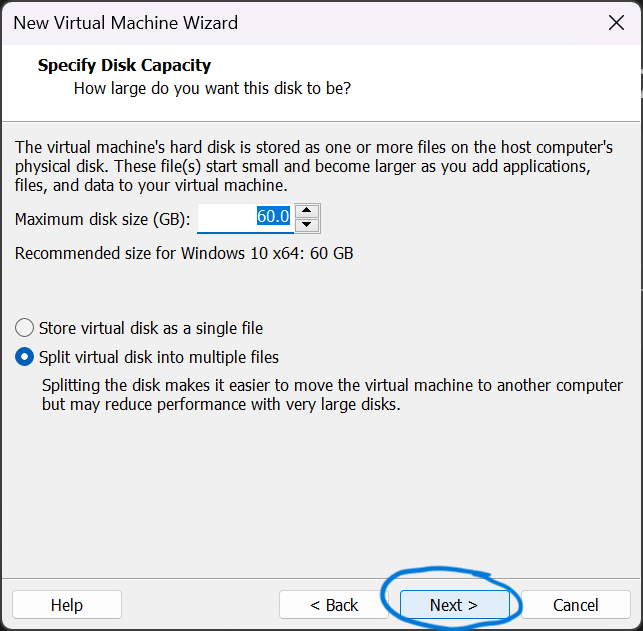 New Virtual Machine Wizard
Specify Disk Capacity
How large do you want this disk to be?
The virtual machine's hard disk is stored as one or more files on the host computer's
physical disk. These file(s) start small and become larger as you add applications,
files, and data to your virtual machine.
Maximum disk size (GB): 60.0
Recommended size for Windows 10 x64: 60 GB
Store virtual disk as a single file
Split virtual disk into multiple files
Splitting the disk makes it easier to move the virtual machine to another computer
but may reduce performance with very large disks.
Help < Back Next > Cancel